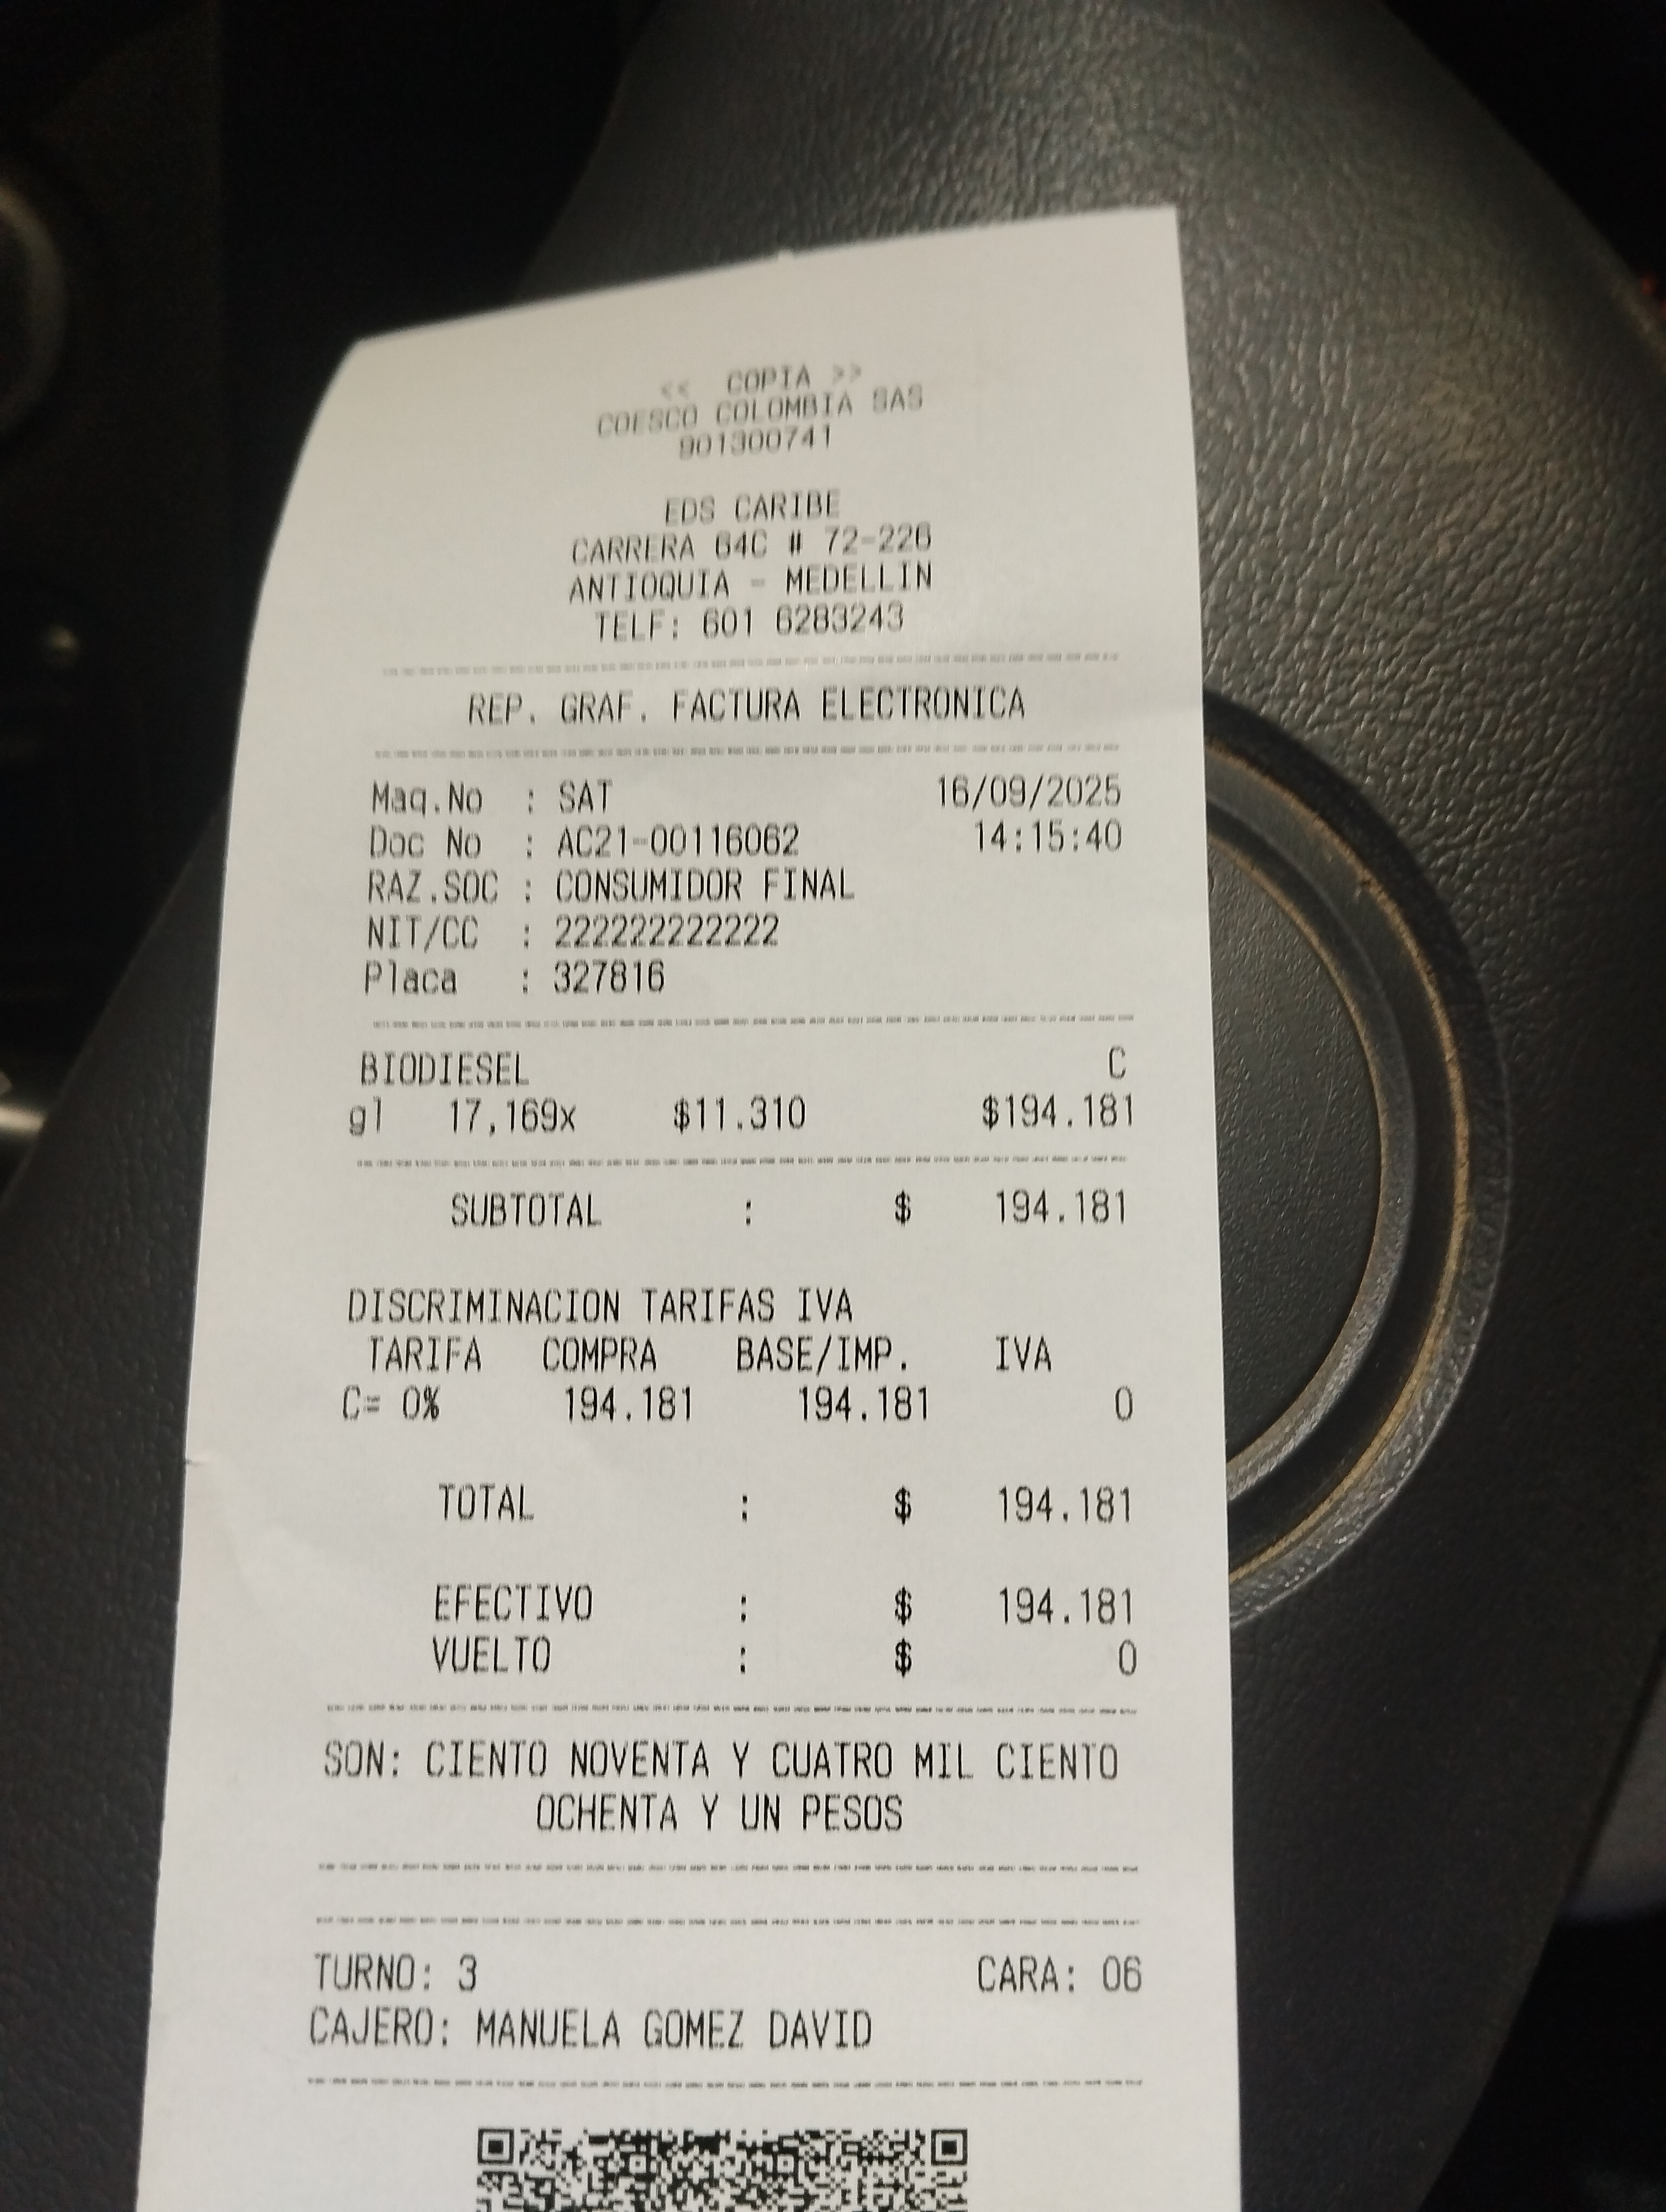 << COPIA >>
COESCO COLOMBIA SAS
901300741
EDS CARIBE
CARRERA 64C # 72-226
ANTIOQUIA - MEDELLIN
TELF: 601 6283243
REP. GRAF. FACTURA ELECTRONICA
Maq.No : SAT 16/09/2025
Doc No : AC21-00116062 14:15:40
RAZ.SOC : CONSUMIDOR FINAL
NIT/CC : 222222222222
Placa : 327816
BIODIESEL C
gl 17,169x $11.310 $194.181
SUBTOTAL : $ 194.181
DISCRIMINACION TARIFAS IVA
TARIFA COMPRA BASE/IMP. IVA
C= 0% 194.181 194.181 0
TOTAL : $ 194.181
EFECTIVO : $ 194.181
VUELTO : $ 0
SON: CIENTO NOVENTA Y CUATRO MIL CIENTO
OCHENTA Y UN PESOS
TURNO: 3 CARA: 06
CAJERO: MANUELA GOMEZ DAVID